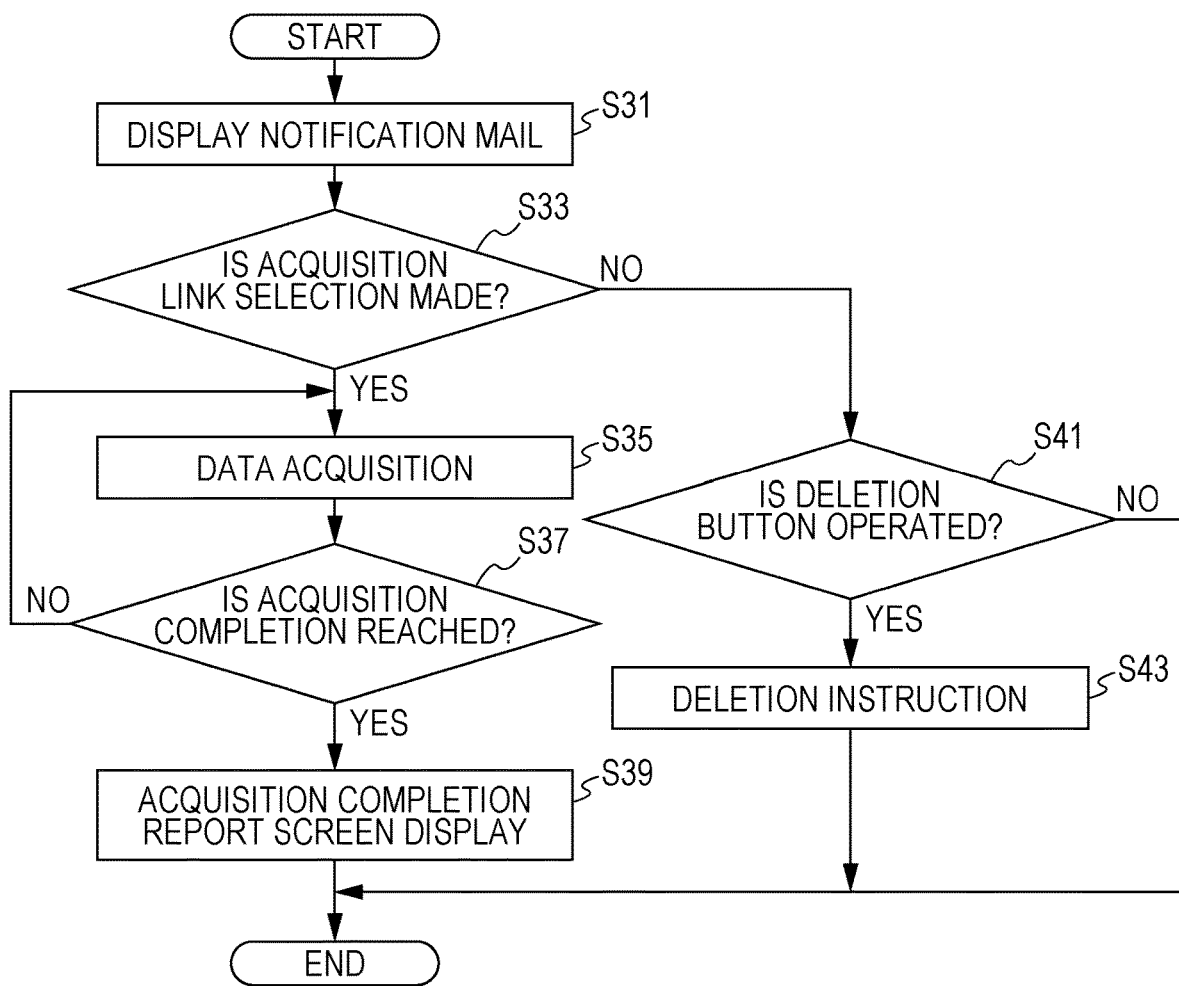 START
DISPLAY NOTIFICATION MAIL
S31
IS ACQUISITION
LINK SELECTION MADE?
S33
NO
YES
DATA ACQUISITION
S35
IS ACQUISITION
COMPLETION REACHED?
S37
NO
YES
ACQUISITION COMPLETION
REPORT SCREEN DISPLAY
S39
IS DELETION
BUTTON OPERATED?
S41
NO
YES
DELETION INSTRUCTION
S43
END